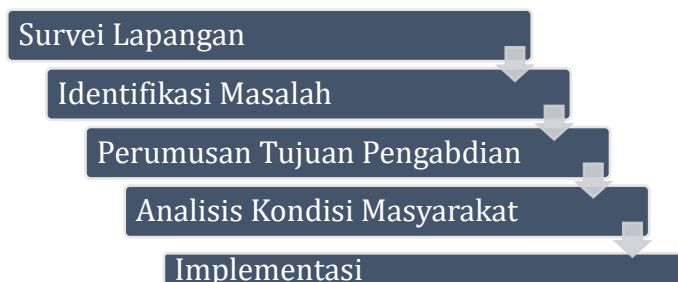 Survei Lapangan
Identifikasi Masalah
Perumusan Tujuan Pengabdian
Analisis Kondisi Masyarakat
Implementasi